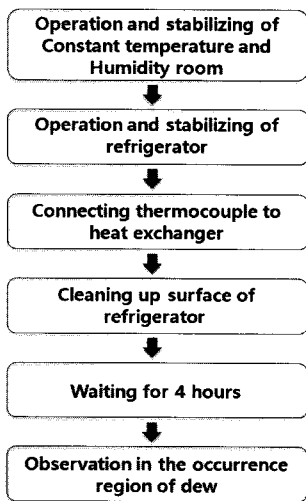 Operation and stabilizing of
Constant temperature and
Humidity room
Operation and stabilizing of
refrigerator
Connecting thermocouple to
heat exchanger
Cleaning up surface of
refrigerator
Waiting for 4 hours
Observation in the occurrence
region of dew